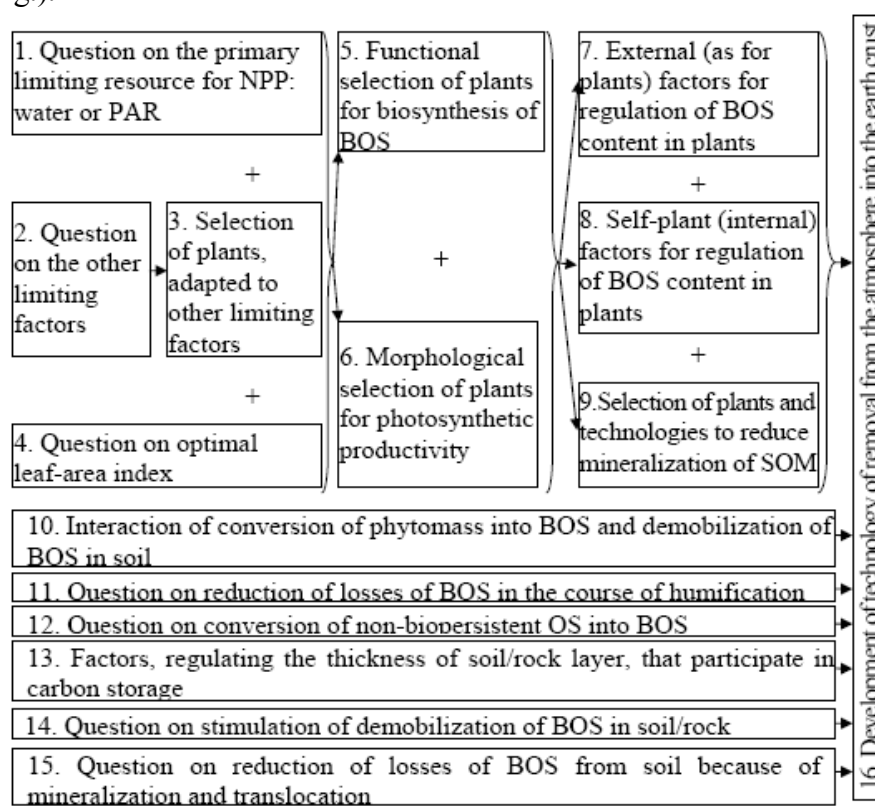 g.).
1. Question on the primary
limiting resource for NPP:
water or PAR
+
2. Question
on the other
limiting
factors
3. Selection
of plants,
adapted to
other limiting
factors
+
4. Question on optimal
leaf-area index
5. Functional
selection of plants
for biosynthesis of
BOS
+
6. Morphological
selection of plants
for photosynthetic
productivity
7. External (as for
plants) factors for
regulation of BOS
content in plants
+
8. Self-plant (internal)
factors for regulation
of BOS content in
plants
+
9.Selection of plants and
technologies to reduce
mineralization of SOM
10. Interaction of conversion of phytomass into BOS and demobilization of
BOS in soil
11. Question on reduction of losses of BOS in the course of humification
12. Question on conversion of non-biopersistent OS into BOS
13. Factors, regulating the thickness of soil/rock layer, that participate in
carbon storage
14. Question on stimulation of demobilization of BOS in soil/rock
15. Question on reduction of losses of BOS from soil because of
mineralization and translocation
16. Development of technology of removal from the atmosphere into the earth crust